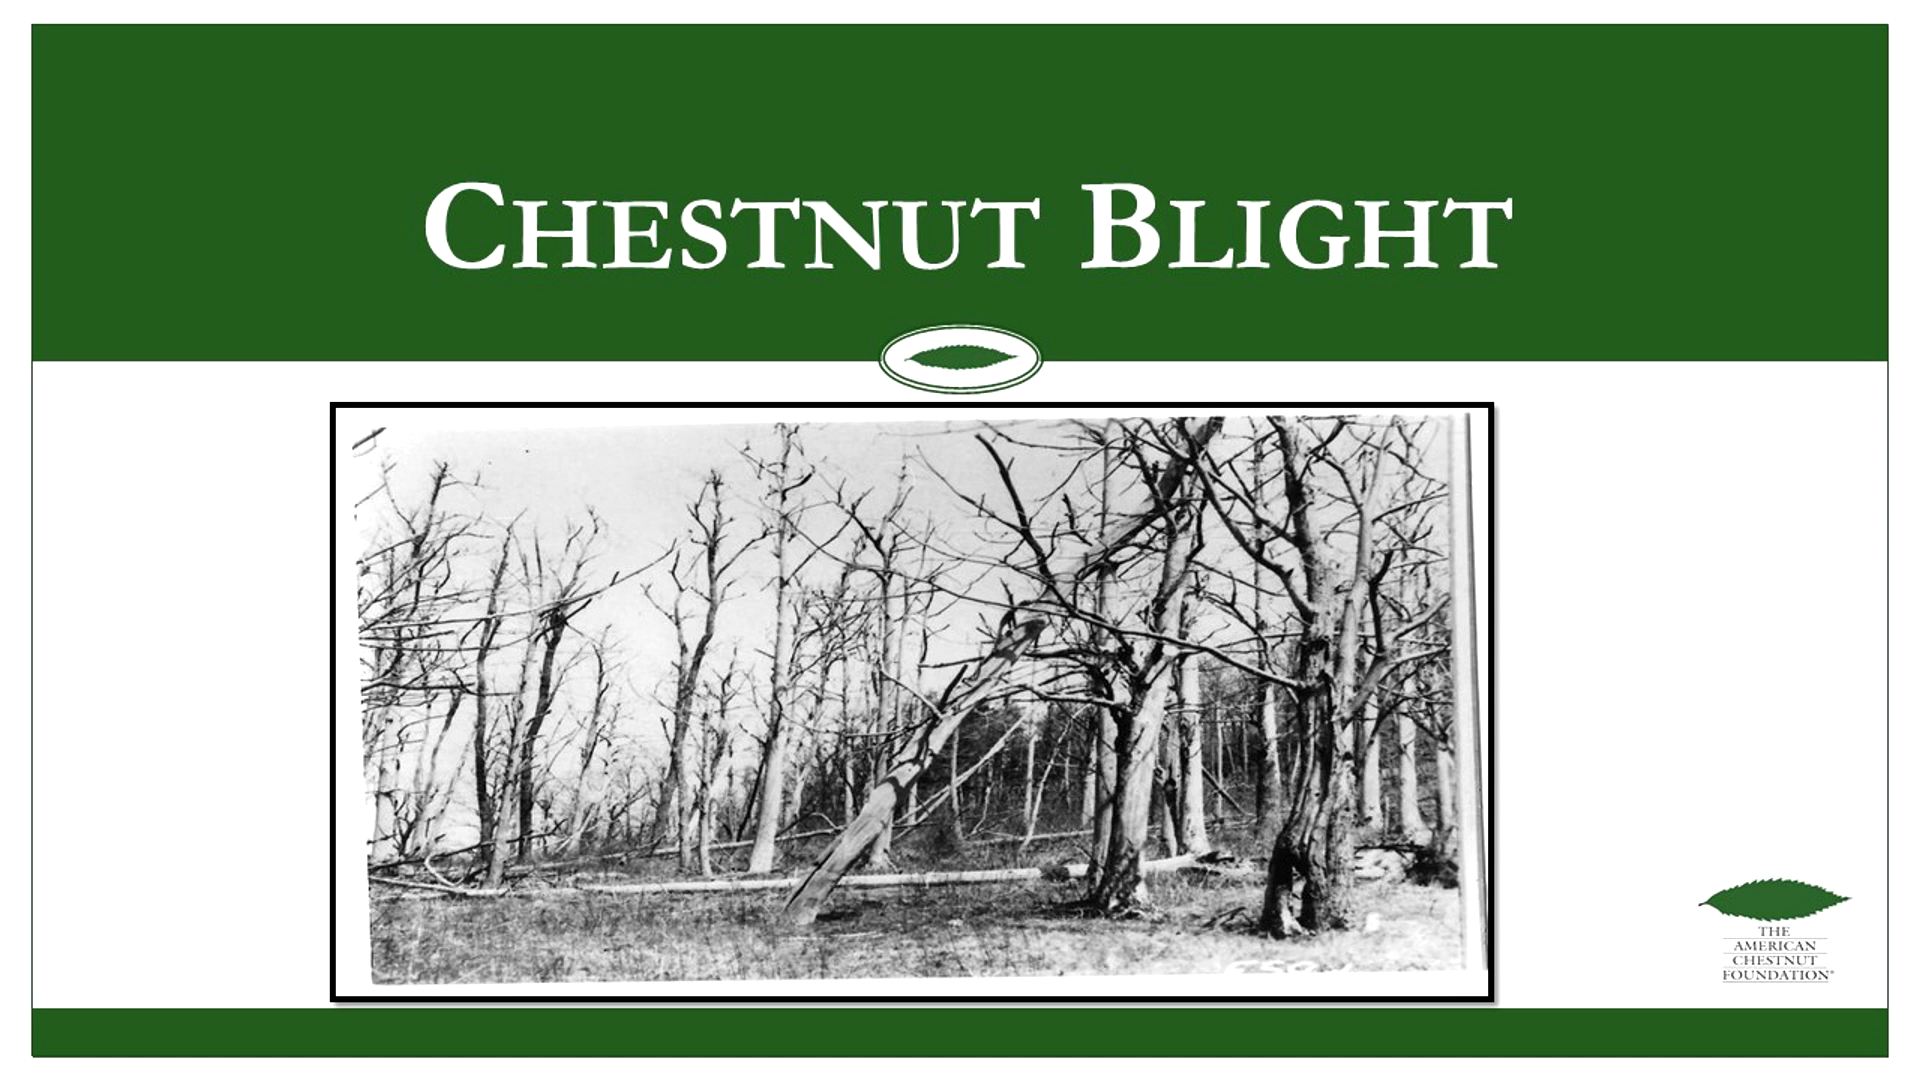 CHESTNUT BLIGHT
THE
AMERICAN
CHESTNUT
FOUNDATION®